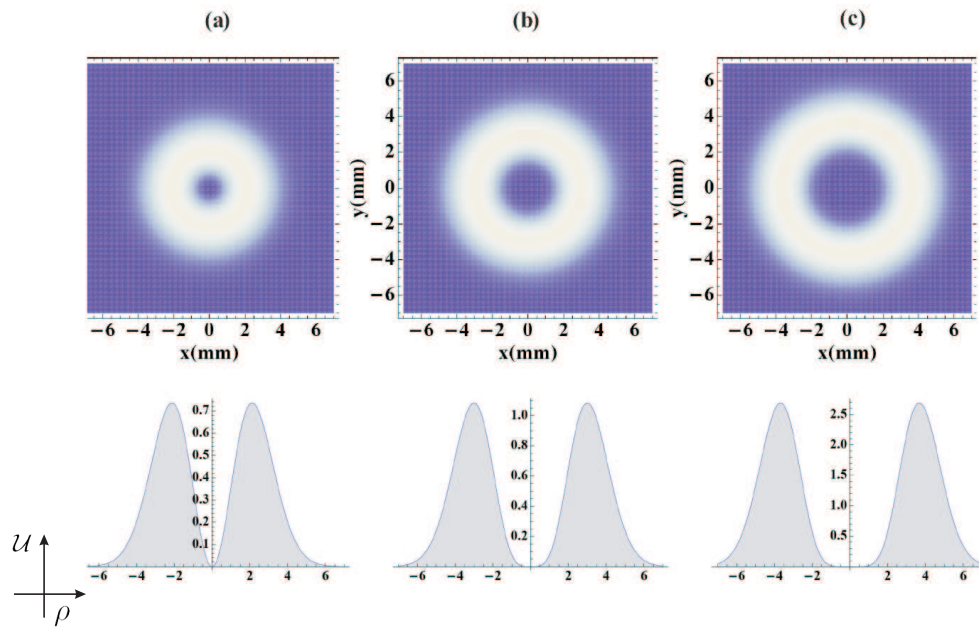 (a) (b) (c)
6 6
4 4
2 2
y(mm) 0 y(mm) 0
−2 −2
−4 −4
−6 −6
−6 −4 −2 0 2 4 6 −6 −4 −2 0 2 4 6 −6 −4 −2 0 2 4 6
x(mm) x(mm) x(mm)
0.7 1.0 2.5
0.6 0.8 2.0
0.5 0.6 1.5
0.4 0.4 1.0
0.3 0.2 0.5
0.2
0.1
−6 −4 −2 2 4 6 −6 −4 −2 2 4 6 −6 −4 −2 2 4 6
u
ρ